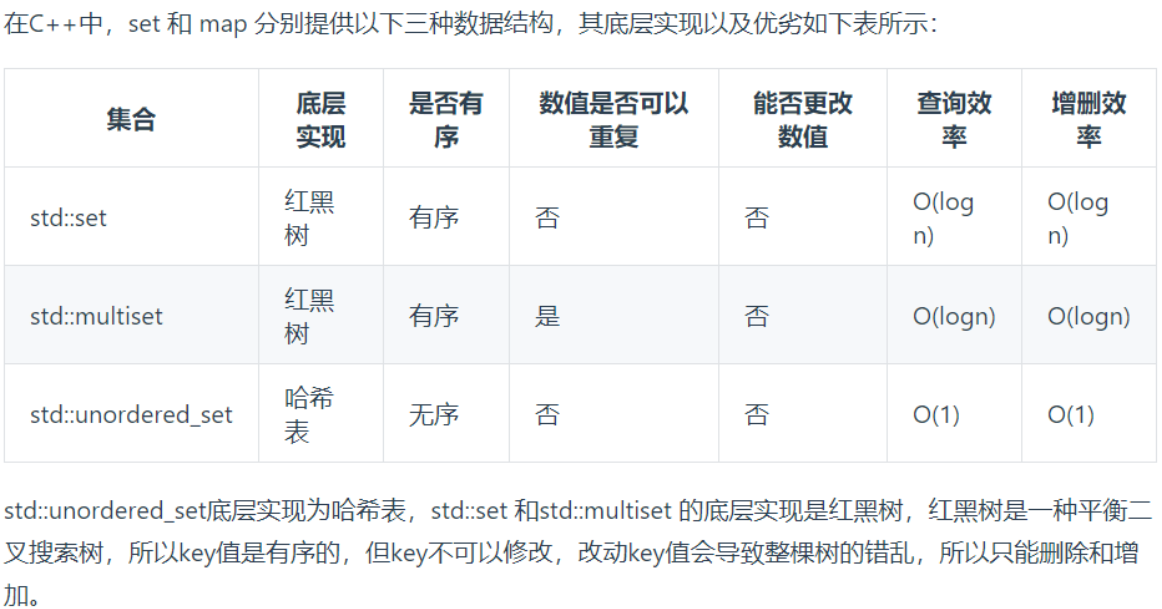 在C++中，set 和 map 分别提供以下三种数据结构，其底层实现以及优劣如下表所示：
集合 底层实现 是否有序 数值是否可以重复 能否更改数值 查询效率 增删效率
std::set 红黑树 有序 否 否 O(log n) O(log n)
std::multiset 红黑树 有序 是 否 O(logn) O(logn)
std::unordered_set 哈希表 无序 否 否 O(1) O(1)
std::unordered_set底层实现为哈希表，std::set 和std::multiset 的底层实现是红黑树，红黑树是一种平衡二
叉搜索树，所以key值是有序的，但key不可以修改，改动key值会导致整棵树的错乱，所以只能删除和增
加。